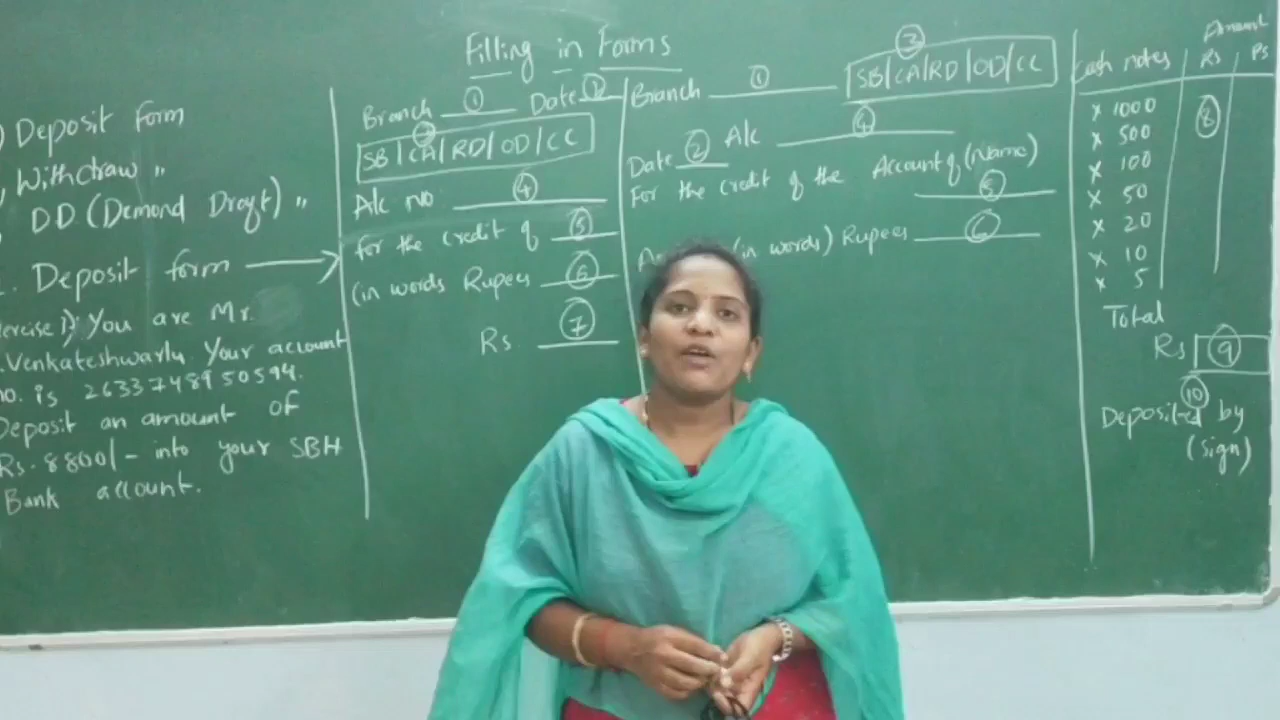 Filling in Forms
) Deposit Form
, Withdraw "
DD (Demond Draft) "
. Deposit form
ercise 1) You are Mr.
.Venkateshwarlu. Your account
no. is 26337489 50594.
Deposit an amount of
Rs. 8800/- into your SBH
Bank account.
Branch ① Date ②
③
SB/CA/RD/OD/CC
A/c no ④
for the credit of ⑤
(in words Rupees ⑥
Rs. ⑦
Branch ①
③
SB/CA/RD/OD/CC
Date ② A/c ④
For the credit of the Account of (Name)
⑤
(in words) Rupees ⑥
Cash notes Amount
Rs Ps
× 1000 ⑧
× 500
× 100
× 50
× 20
× 10
× 5
Total
Rs ⑨
⑩
Deposited by
(sign)